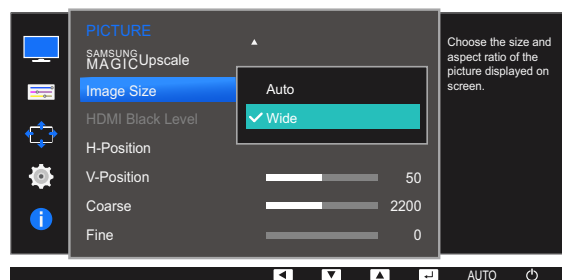 PICTURE
SAMSUNG
MAGIC Upscale
Image Size
HDMI Black Level
H-Position
V-Position 50
Coarse 2200
Fine 0
Auto
Wide
Choose the size and
aspect ratio of the
picture displayed on
screen.
AUTO